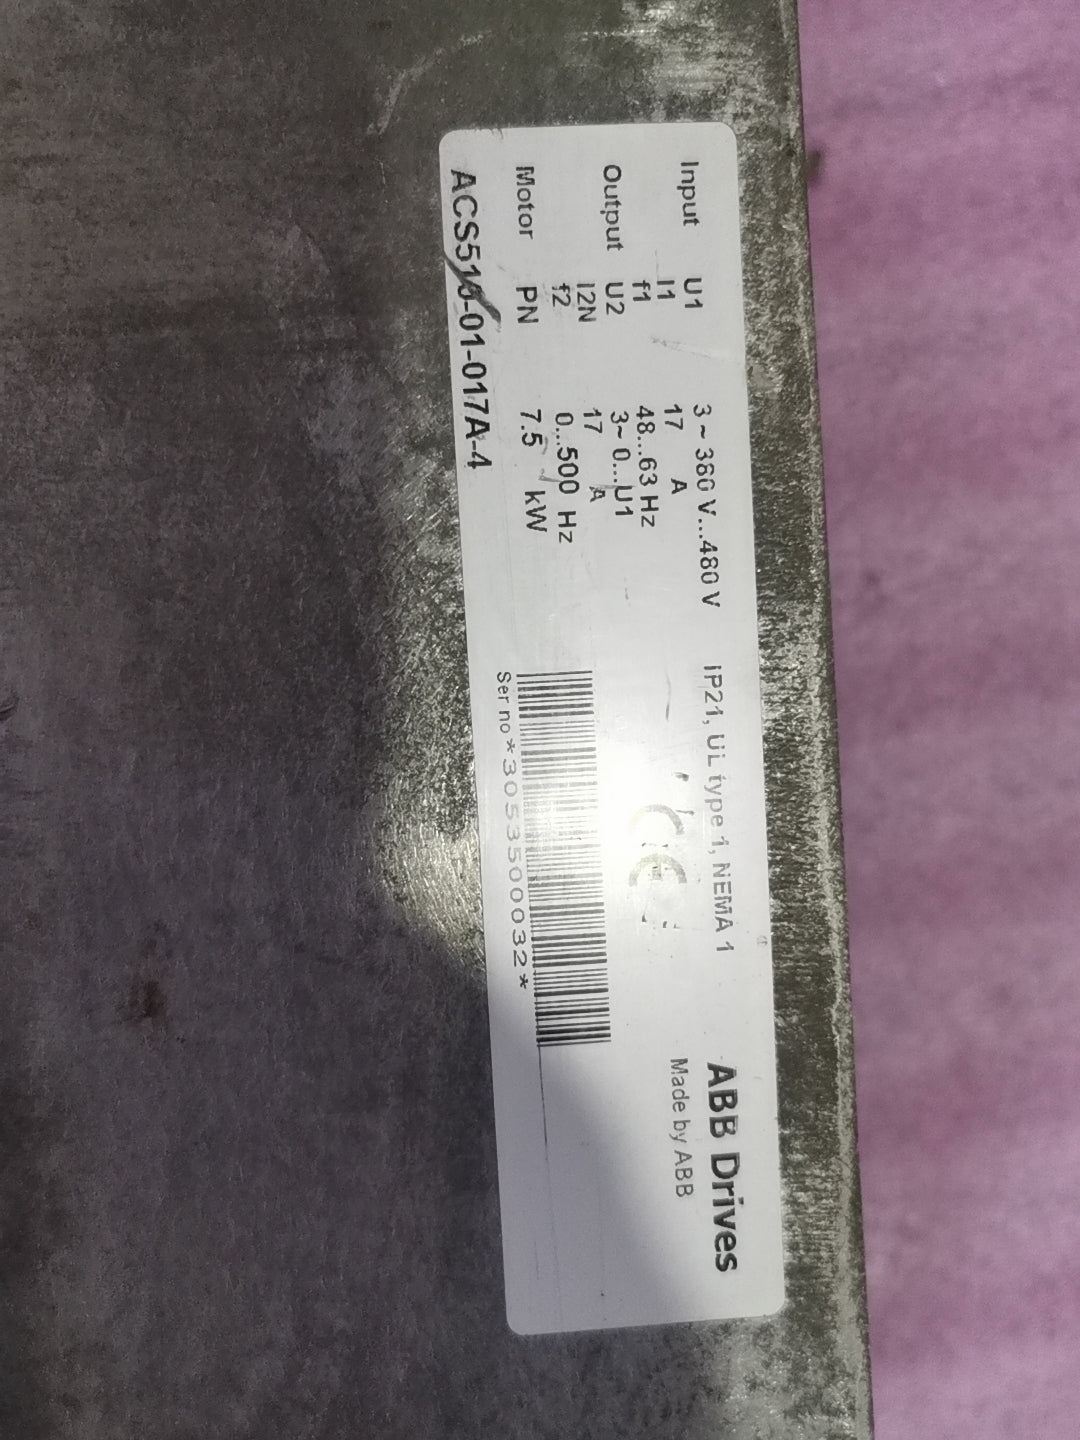 ABB Drives
Made by ABB
IP21, UL type 1, NEMA 1
CE
Input U1 3~380 V...480 V
I1 17 A
f1 48...63 Hz
Output U2 3~ 0...U1
I2N 17 A
f2 0...500 Hz
Motor PN 7.5 kW
Ser no *3053500032*